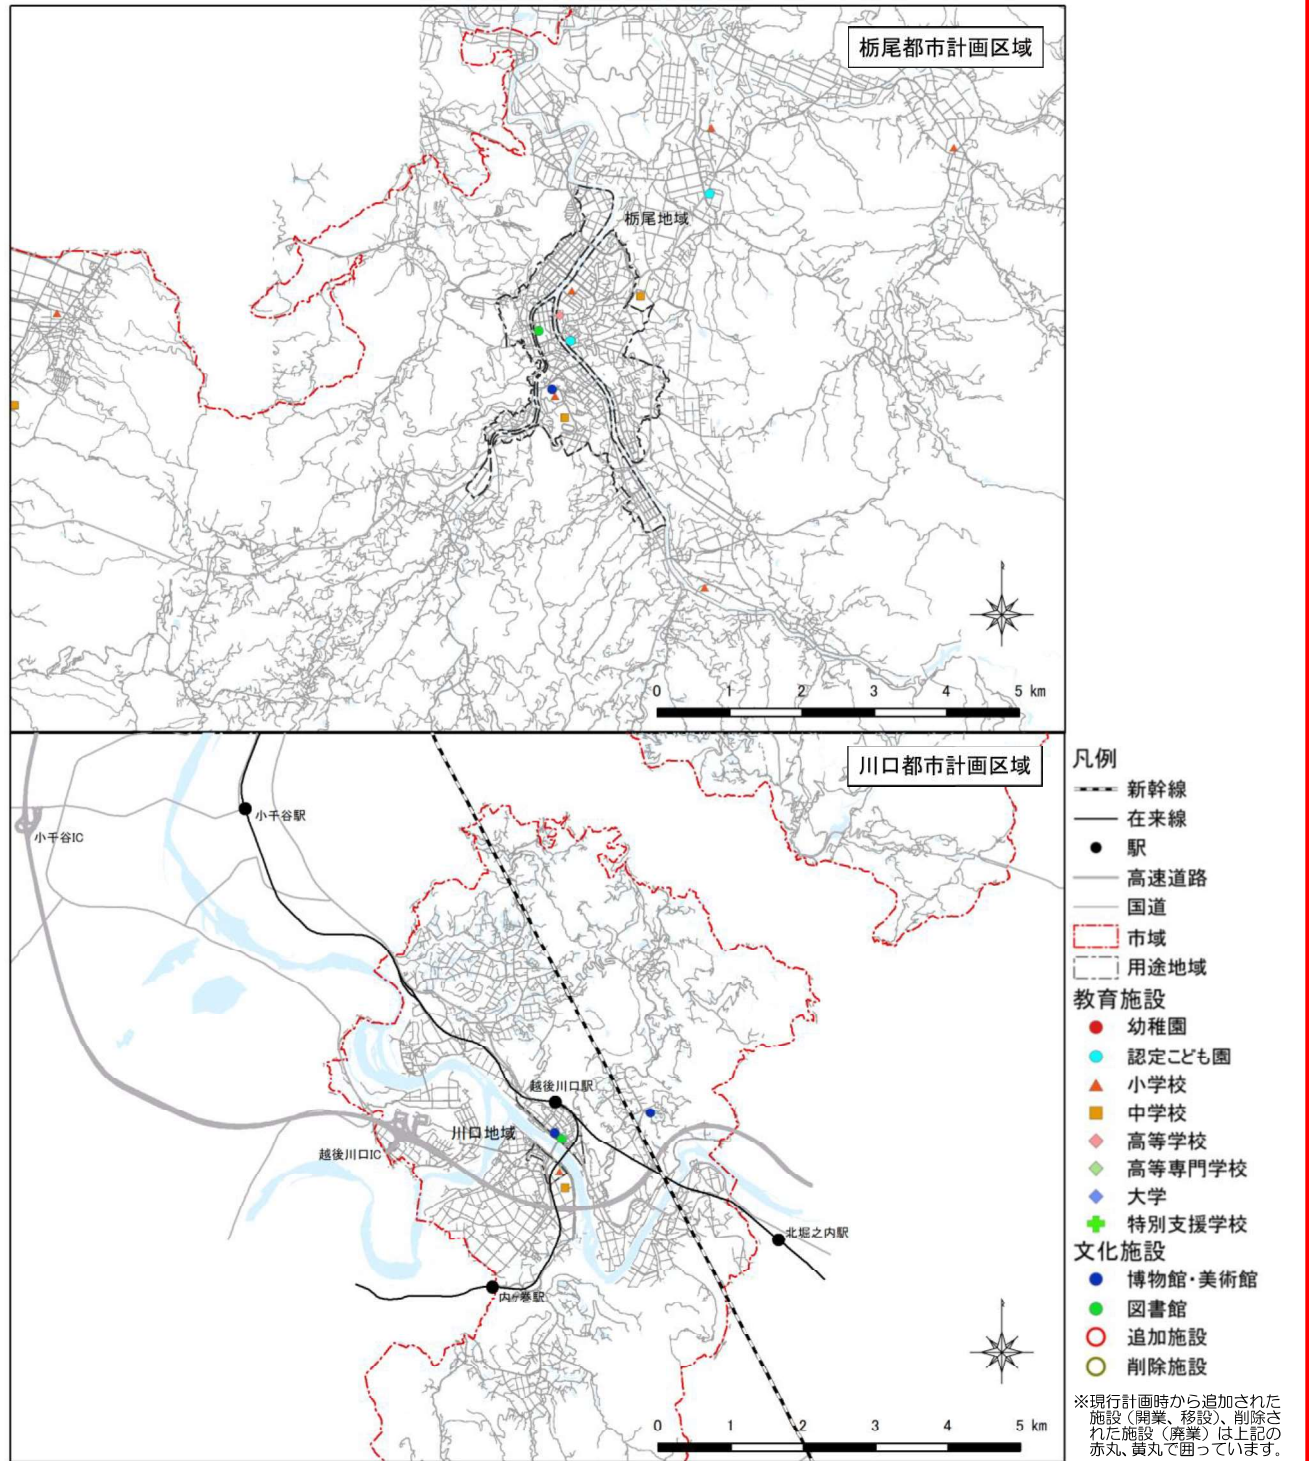 栃尾都市計画区域
栃尾地域
0 1 2 3 4 5 km
川口都市計画区域
小千谷駅
小千谷IC
越後川口駅
川口地域
越後川口IC
北堀之内駅
内ヶ巻駅
0 1 2 3 4 5 km
凡例
新幹線
在来線
駅
高速道路
国道
市域
用途地域
教育施設
幼稚園
認定こども園
小学校
中学校
高等学校
高等専門学校
大学
特別支援学校
文化施設
博物館・美術館
図書館
追加施設
削除施設
※現行計画時から追加された
施設（開業、移設）、削除さ
れた施設（廃業）は上記の
赤丸、黄丸で囲っています。